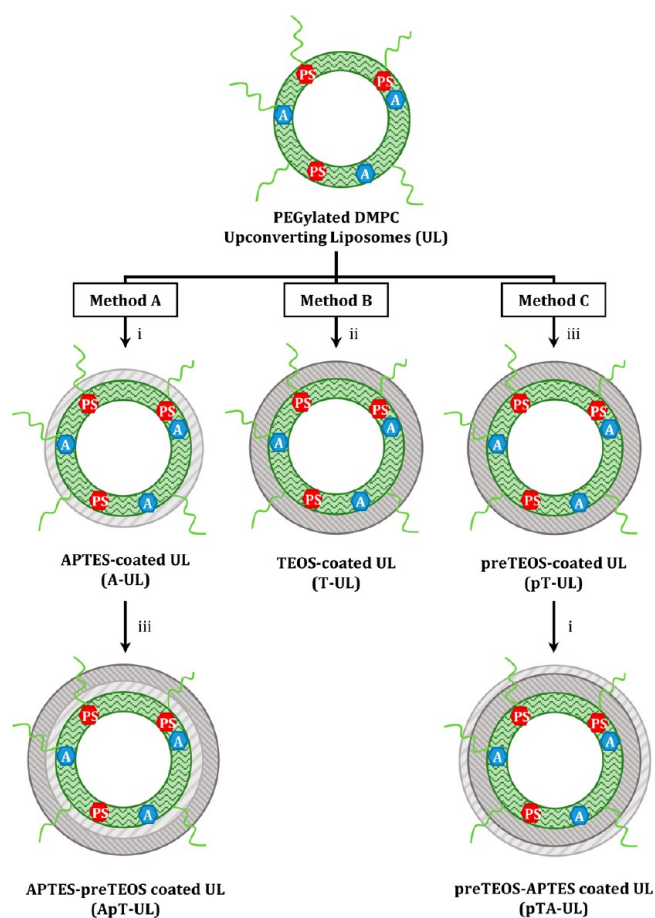 PS
PS
A
A
PS
A
PEGylated DMPC
Upconverting Liposomes (UL)
Method A
Method B
Method C
i
ii
iii
PS
PS
A
A
PS
A
PS
PS
A
A
PS
A
PS
PS
A
A
PS
A
APTES-coated UL
(A-UL)
TEOS-coated UL
(T-UL)
preTEOS-coated UL
(pT-UL)
iii
i
PS
PS
A
A
PS
A
PS
PS
A
A
PS
A
APTES-preTEOS coated UL
(ApT-UL)
preTEOS-APTES coated UL
(pTA-UL)